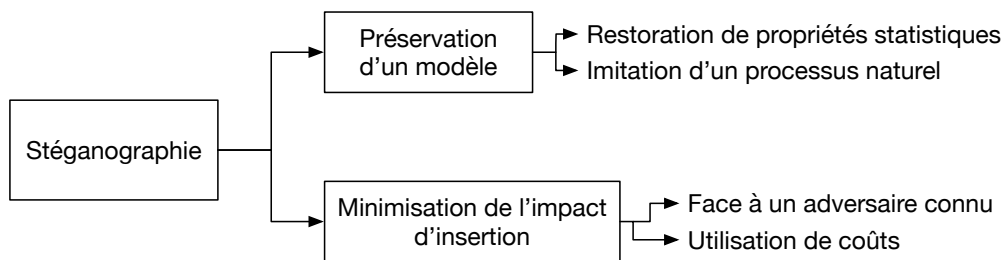 Stéganographie
Préservation
d'un modèle
Restoration de propriétés statistiques
Imitation d'un processus naturel
Minimisation de l'impact
d'insertion
Face à un adversaire connu
Utilisation de coûts